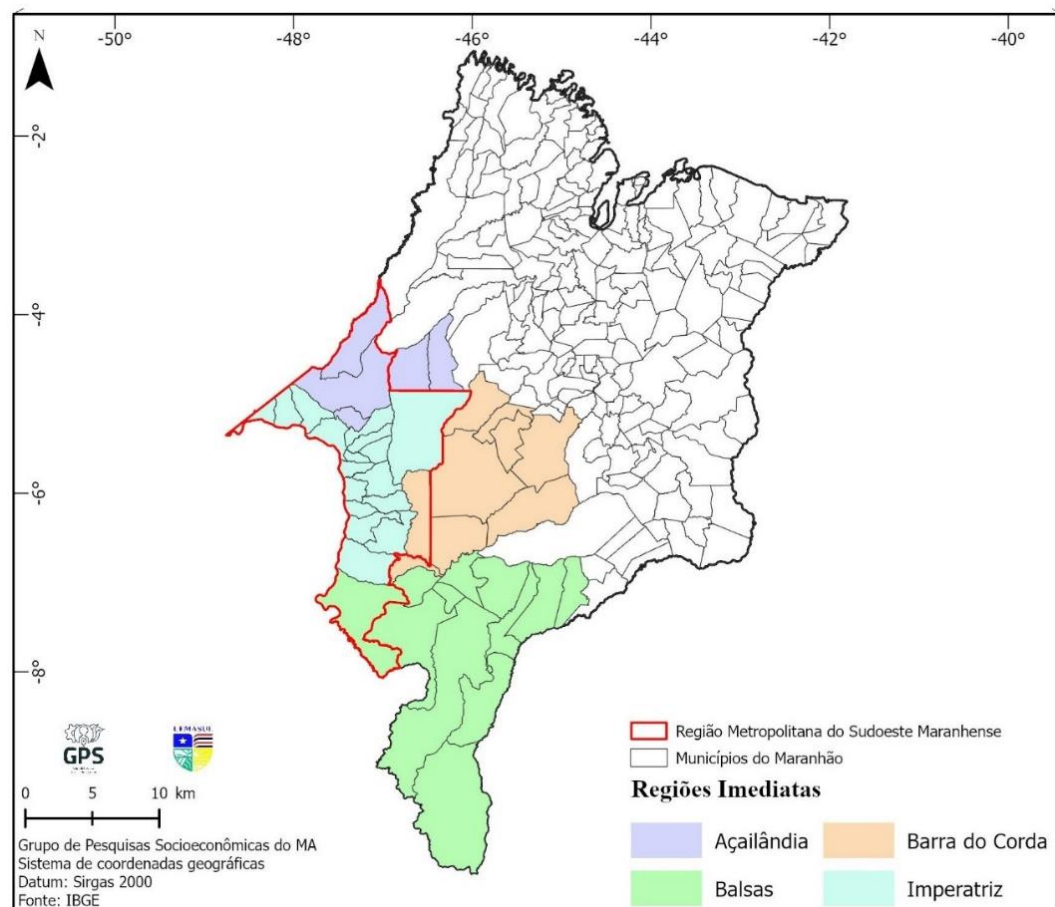 -50°
-48°
-46°
-44°
-42°
-40°
N
-2°
-4°
-6°
-8°
GPS
UEMASUL
0 5 10 km
Grupo de Pesquisas Socioeconômicas do MA
Sistema de coordenadas geográficas
Datum: Sirgas 2000
Fonte: IBGE
Região Metropolitana do Sudoeste Maranhense
Municípios do Maranhão
Regiões Imediatas
Açailândia
Barra do Corda
Balsas
Imperatriz